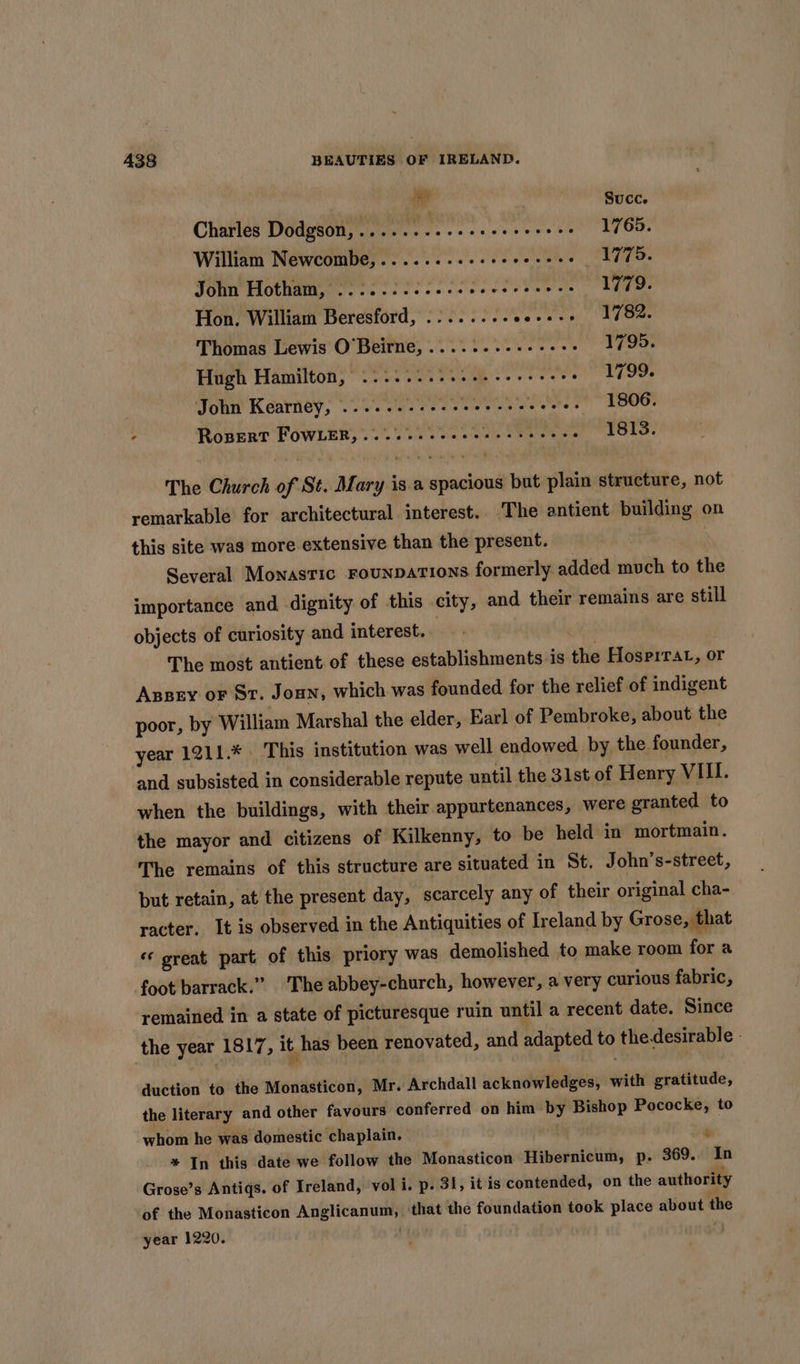 438 BEAUTIES OF IRELAND.
Succ.
Charles Dodgson, .................... 1765.
William Newcombe, .................. 1775.
John Hotham, ...................... 1779.
Hon. William Beresford, .............. 1782.
Thomas Lewis O'Beirne, .............. 1795.
Hugh Hamilton, .................... 1799.
John Kearney, ...................... 1806.
ROBERT FOWLER, .................... 1813.
The Church of St. Mary is a spacious but plain structure, not
remarkable for architectural interest. The antient building on
this site was more extensive than the present.
Several MONASTIC FOUNDATIONS formerly added much to the
importance and dignity of this city, and their remains are still
objects of curiosity and interest.
The most antient of these establishments is the HOSPITAL, or
ABBEY OF ST. JOHN, which was founded for the relief of indigent
poor, by William Marshal the elder, Earl of Pembroke, about the
year 1211.* This institution was well endowed by the founder,
and subsisted in considerable repute until the 31st of Henry VIII.
when the buildings, with their appurtenances, were granted to
the mayor and citizens of Kilkenny, to be held in mortmain.
The remains of this structure are situated in St. John's-street,
but retain, at the present day, scarcely any of their original cha-
racter. It is observed in the Antiquities of Ireland by Grose, that
“ great part of this priory was demolished to make room for a
foot barrack.” The abbey-church, however, a very curious fabric,
remained in a state of picturesque ruin until a recent date. Since
the year 1817, it has been renovated, and adapted to the desirable
duction to the Monasticon, Mr. Archdall acknowledges, with gratitude,
the literary and other favours conferred on him by Bishop Pococke, to
whom he was domestic chaplain.
* In this date we follow the Monasticon Hibernicum, p. 369. In
Grose's Antiqs. of Ireland, vol i. p. 31, it is contended, on the authority
of the Monasticon Anglicanum, that the foundation took place about the
year 1220.